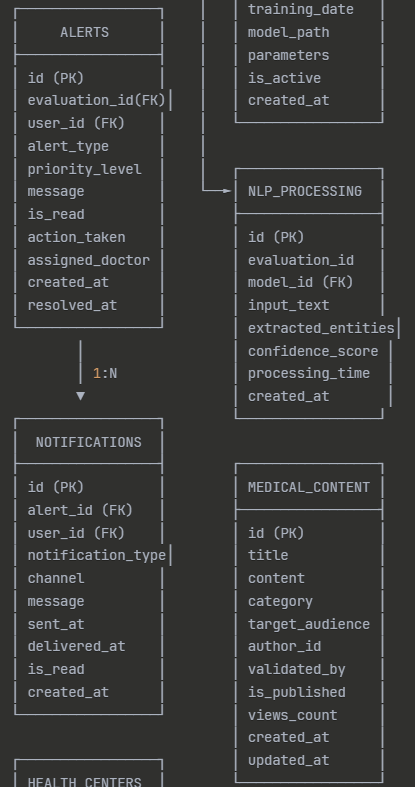 ALERTS
id (PK)
evaluation_id(FK)
user_id (FK)
alert_type
priority_level
message
is_read
action_taken
assigned_doctor
created_at
resolved_at
1:N
NOTIFICATIONS
id (PK)
alert_id (FK)
user_id (FK)
notification_type
channel
message
sent_at
delivered_at
is_read
created_at
HEALTH_CENTERS
training_date
model_path
parameters
is_active
created_at
NLP_PROCESSING
id (PK)
evaluation_id
model_id (FK)
input_text
extracted_entities
confidence_score
processing_time
created_at
MEDICAL_CONTENT
id (PK)
title
content
category
target_audience
author_id
validated_by
is_published
views_count
created_at
updated_at